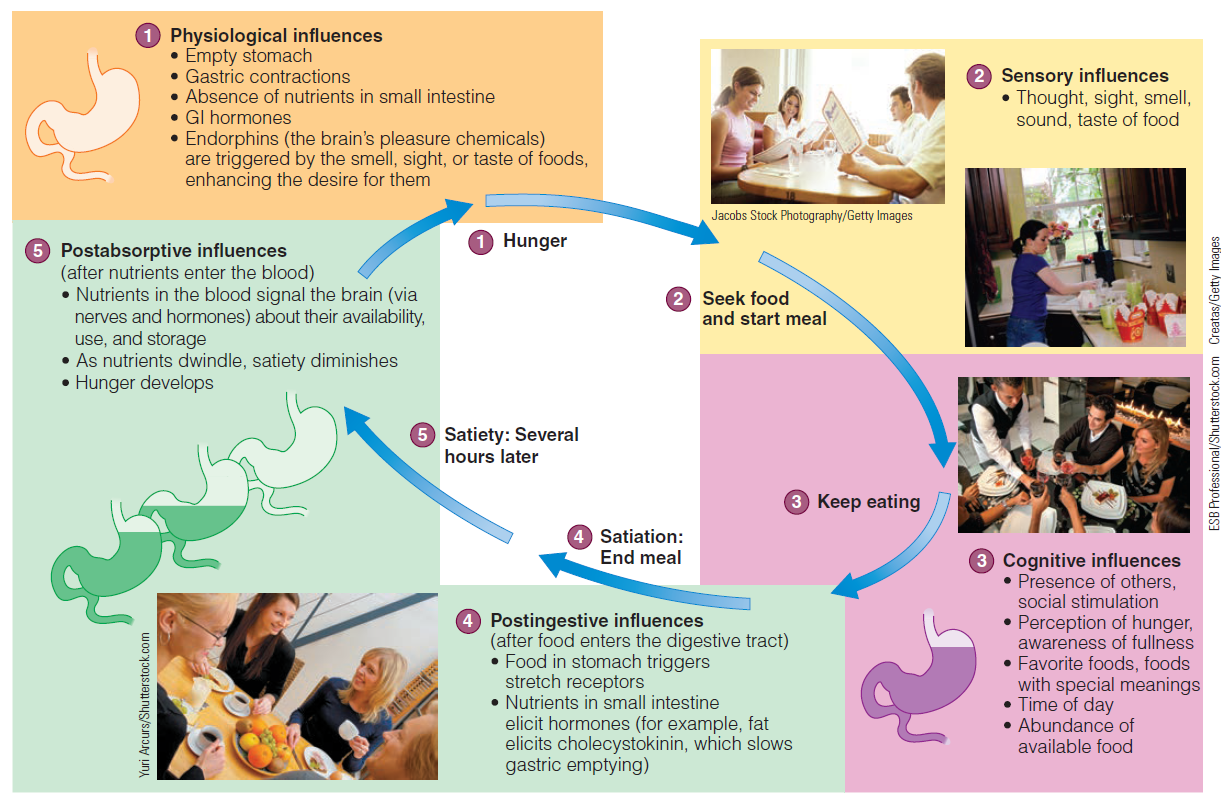 1 Physiological influences
• Empty stomach
• Gastric contractions
• Absence of nutrients in small intestine
• GI hormones
• Endorphins (the brain’s pleasure chemicals)
are triggered by the smell, sight, or taste of foods,
enhancing the desire for them
2 Sensory influences
• Thought, sight, smell,
sound, taste of food
Jacobs Stock Photography/Getty Images
Creatas/Getty Images
1 Hunger
2 Seek food
and start meal
3 Keep eating
ESB Professional/Shutterstock.com
3 Cognitive influences
• Presence of others,
social stimulation
• Perception of hunger,
awareness of fullness
• Favorite foods, foods
with special meanings
• Time of day
• Abundance of
available food
4 Satiation:
End meal
4 Postingestive influences
(after food enters the digestive tract)
• Food in stomach triggers
stretch receptors
• Nutrients in small intestine
elicit hormones (for example, fat
elicits cholecystokinin, which slows
gastric emptying)
Yuri Arcurs/Shutterstock.com
5 Satiety: Several
hours later
5 Postabsorptive influences
(after nutrients enter the blood)
• Nutrients in the blood signal the brain (via
nerves and hormones) about their availability,
use, and storage
• As nutrients dwindle, satiety diminishes
• Hunger develops